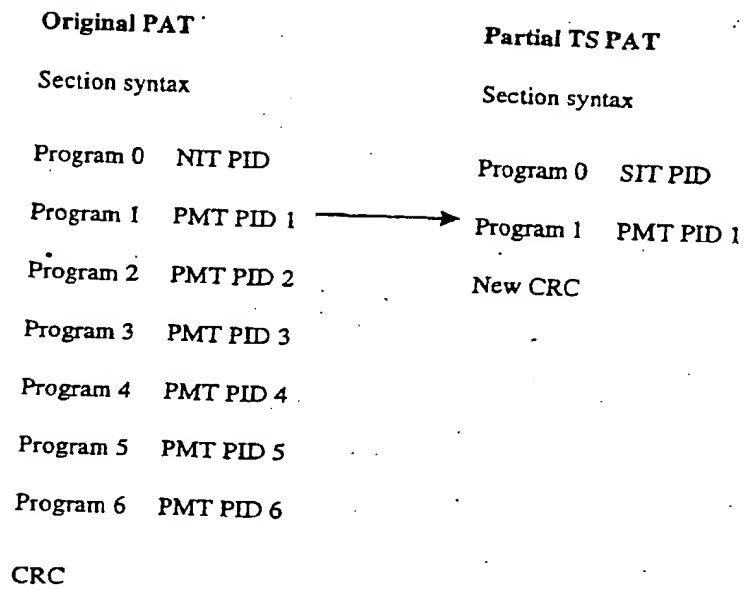 Original PAT
Section syntax
Program 0 NIT PID
Program 1 PMT PID 1
Program 2 PMT PID 2
Program 3 PMT PID 3
Program 4 PMT PID 4
Program 5 PMT PID 5
Program 6 PMT PID 6
CRC
Partial TS PAT
Section syntax
Program 0 SIT PID
Program 1 PMT PID 1
New CRC